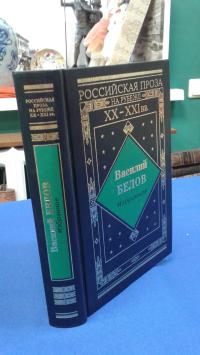 РОССИЙСКАЯ
ПРОЗА
НА РУБЕЖЕ
XX - XXI вв.
Василий БЕЛОВ
Избранное
РОССИЙСКАЯ ПРОЗА
НА РУБЕЖЕ
XX – XXI вв.
Василий
БЕЛОВ
Избранное